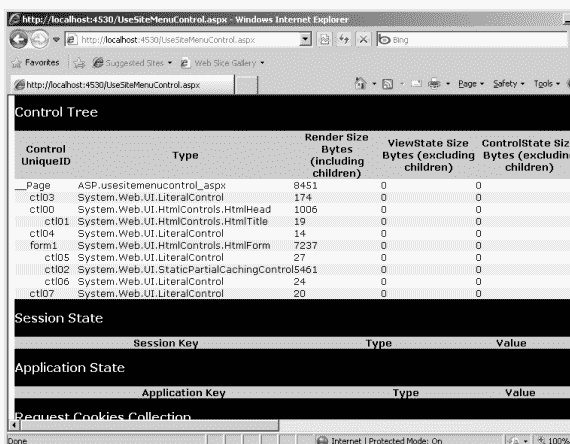 http://localhost:4530/UseSiteMenuControl.aspx - Windows Internet Explorer
http://localhost:4530/UseSiteMenuControl.aspx
Bing
Favorites Suggested Sites Web Slice Gallery
http://localhost:4530/UseSiteMenuControl.aspx
Page Safety Tools
Control Tree
Control UniqueID Type Render Size Bytes (including children) ViewState Size Bytes (excluding children) ControlState Siz Bytes (excludin children)
__Page ASP.usesitemenucontrol_aspx 8451 0 0
ctl03 System.Web.UI.LiteralControl 174 0 0
ctl00 System.Web.UI.HtmlControls.HtmlHead 1006 0 0
ctl01 System.Web.UI.HtmlControls.HtmlTitle 19 0 0
ctl04 System.Web.UI.LiteralControl 14 0 0
form1 System.Web.UI.HtmlControls.HtmlForm 7237 0 0
ctl05 System.Web.UI.LiteralControl 27 0 0
ctl02 System.Web.UI.StaticPartialCachingControl 5461 0 0
ctl06 System.Web.UI.LiteralControl 24 0 0
ctl07 System.Web.UI.LiteralControl 20 0 0
Session State
Session Key Type Value
Application State
Application Key Type Value
Request Cookies Collection
Done Internet | Protected Mode: On 100%